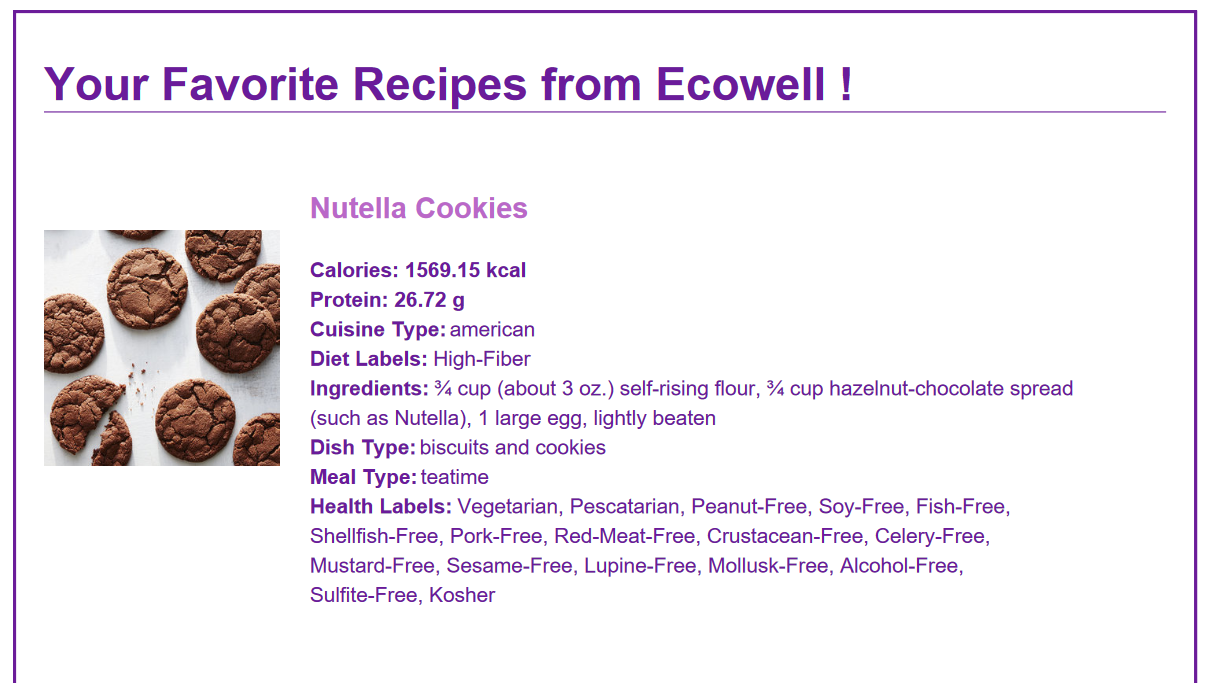 Your Favorite Recipes from Ecowell !
Nutella Cookies
Calories: 1569.15 kcal
Protein: 26.72 g
Cuisine Type: american
Diet Labels: High-Fiber
Ingredients: ¾ cup (about 3 oz.) self-rising flour, ¾ cup hazelnut-chocolate spread
(such as Nutella), 1 large egg, lightly beaten
Dish Type: biscuits and cookies
Meal Type: teatime
Health Labels: Vegetarian, Pescatarian, Peanut-Free, Soy-Free, Fish-Free,
Shellfish-Free, Pork-Free, Red-Meat-Free, Crustacean-Free, Celery-Free,
Mustard-Free, Sesame-Free, Lupine-Free, Mollusk-Free, Alcohol-Free,
Sulfite-Free, Kosher